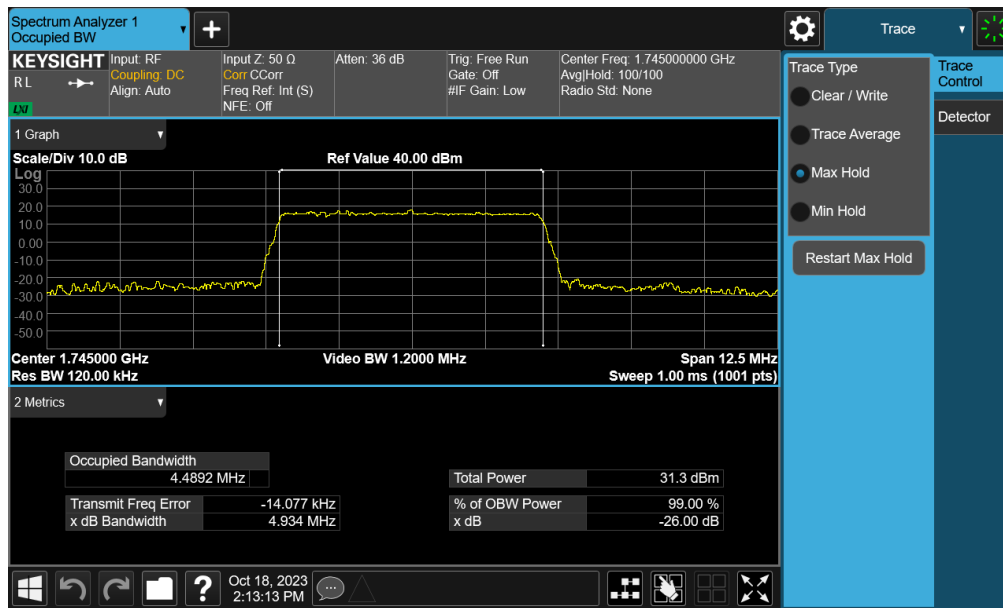 Spectrum Analyzer 1
Occupied BW
Trace
KEYSIGHT
RL
LXI
Input: RF
Coupling: DC
Align: Auto
Input Z: 50 Ω
Corr CCorr
Freq Ref: Int (S)
NFE: Off
Atten: 36 dB
Trig: Free Run
Gate: Off
#IF Gain: Low
Center Freq: 1.745000000 GHz
Avg|Hold: 100/100
Radio Std: None
Trace Type
Clear / Write
Trace Average
Max Hold
Min Hold
Restart Max Hold
Trace
Control
Detector
1 Graph
Scale/Div 10.0 dB
Ref Value 40.00 dBm
Log
30.0
20.0
10.0
0.00
-10.0
-20.0
-30.0
-40.0
-50.0
Center 1.745000 GHz
Video BW 1.2000 MHz
Span 12.5 MHz
Res BW 120.00 kHz
Sweep 1.00 ms (1001 pts)
2 Metrics
Occupied Bandwidth
4.4892 MHz
Total Power 31.3 dBm
Transmit Freq Error -14.077 kHz
% of OBW Power 99.00 %
x dB Bandwidth 4.934 MHz
x dB -26.00 dB
?
Oct 18, 2023
2:13:13 PM